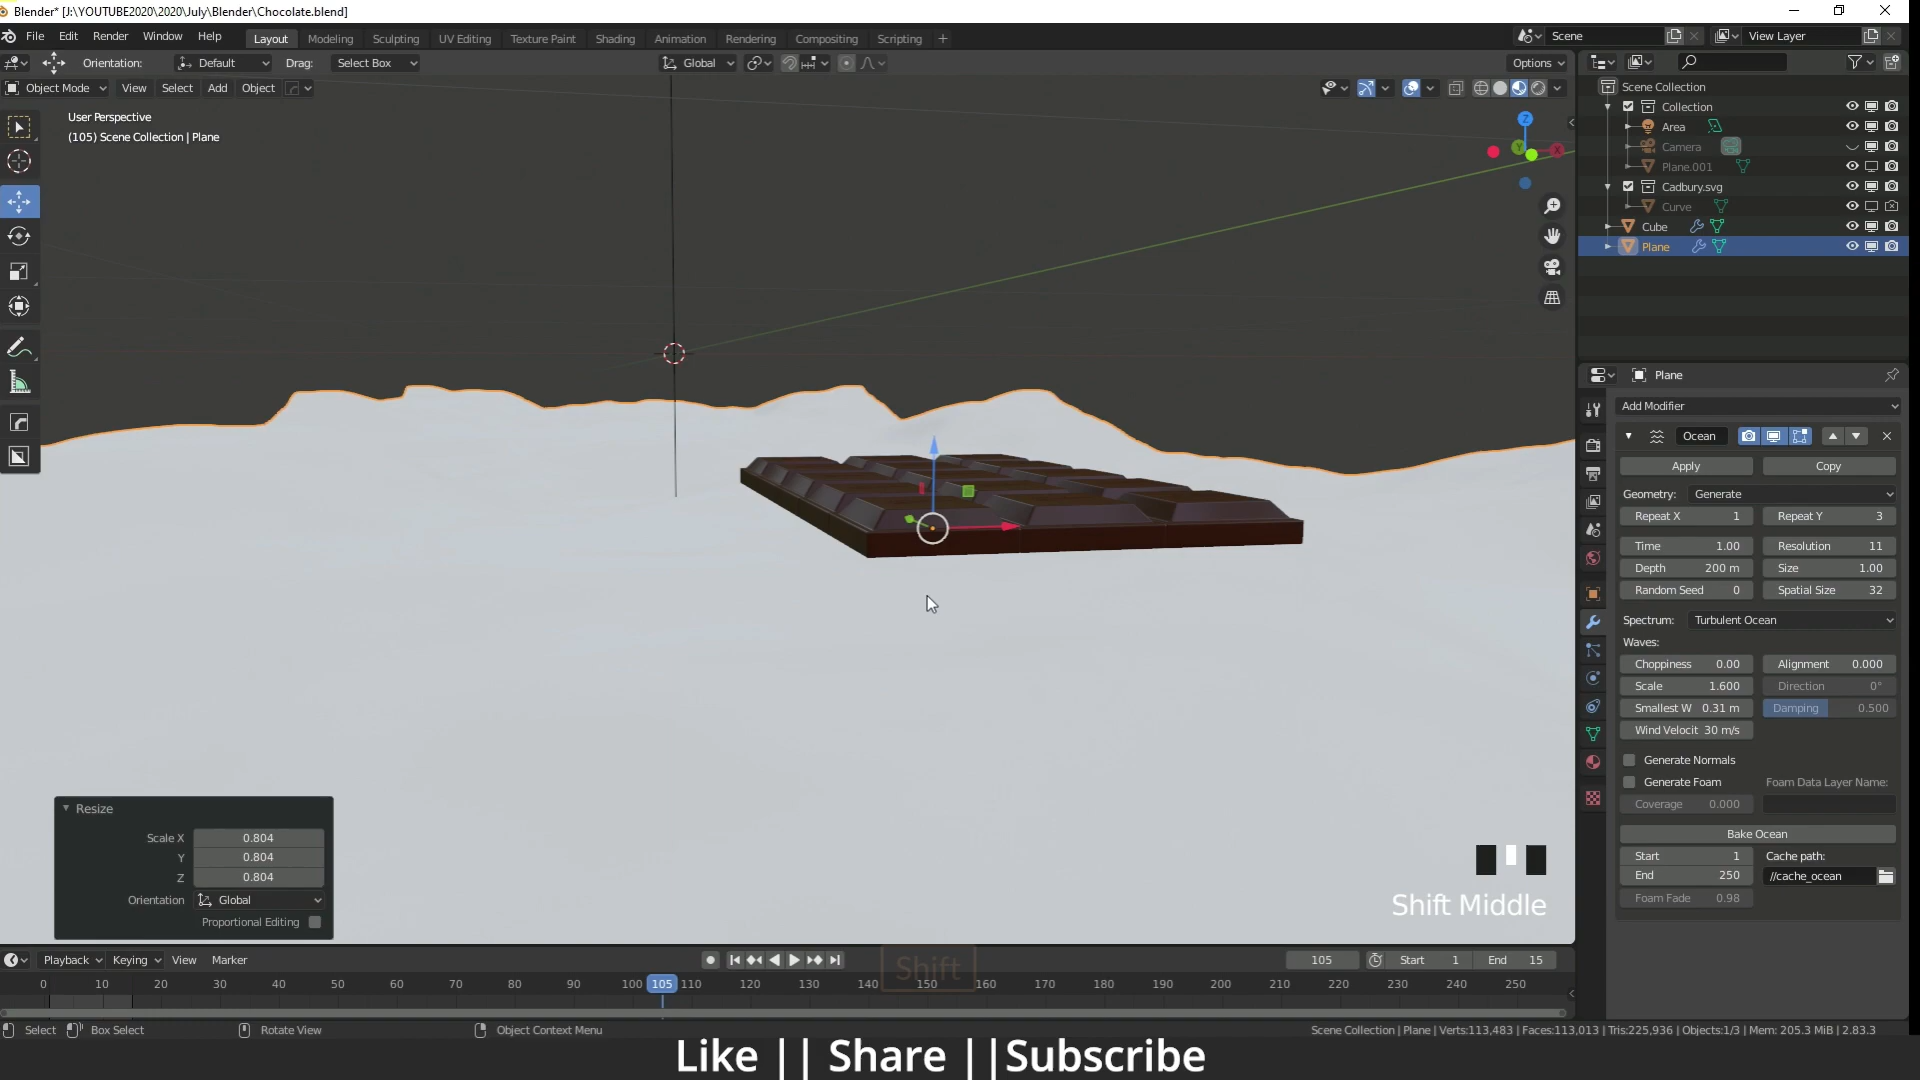 Blender* [J:\YOUTUBE2020\2020\July\Blender\Chocolate.blend]
File Edit Render Window Help Layout Modeling Sculpting UV Editing Texture Paint Shading Animation Rendering Compositing Scripting + Scene View Layer
Orientation: Default Drag: Select Box Global Options
Object Mode View Select Add Object
User Perspective
(105) Scene Collection | Plane
Z
Y
X
Scene Collection
Collection
Area
Camera
Plane.001
Cadbury.svg
Curve
Cube
Plane
Plane
Add Modifier
Ocean
Apply Copy
Geometry: Generate
Repeat X 1 Repeat Y 3
Time 1.00 Resolution 11
Depth 200 m Size 1.00
Random Seed 0 Spatial Size 32
Spectrum: Turbulent Ocean
Waves:
Choppiness 0.00 Alignment 0.000
Scale 1.600 Direction 0°
Smallest W 0.31 m Damping 0.500
Wind Velocit 30 m/s
Generate Normals
Generate Foam Foam Data Layer Name:
Coverage 0.000
Bake Ocean
Start 1 Cache path:
End 250 //cache_ocean
Foam Fade 0.98
Resize
Scale X 0.804
Y 0.804
Z 0.804
Orientation Global
Proportional Editing
Shift Middle
Shift
Playback Keying View Marker 105 Start 1 End 15
0 10 20 30 40 50 60 70 80 90 100 105 110 120 130 140 150 160 170 180 190 200 210 220 230 240 250
Select Box Select Rotate View Object Context Menu Scene Collection | Plane | Verts:113,483 | Faces:113,013 | Tris:225,936 | Objects:1/3 | Mem: 205.3 MiB | 2.83.3
Like || Share ||Subscribe